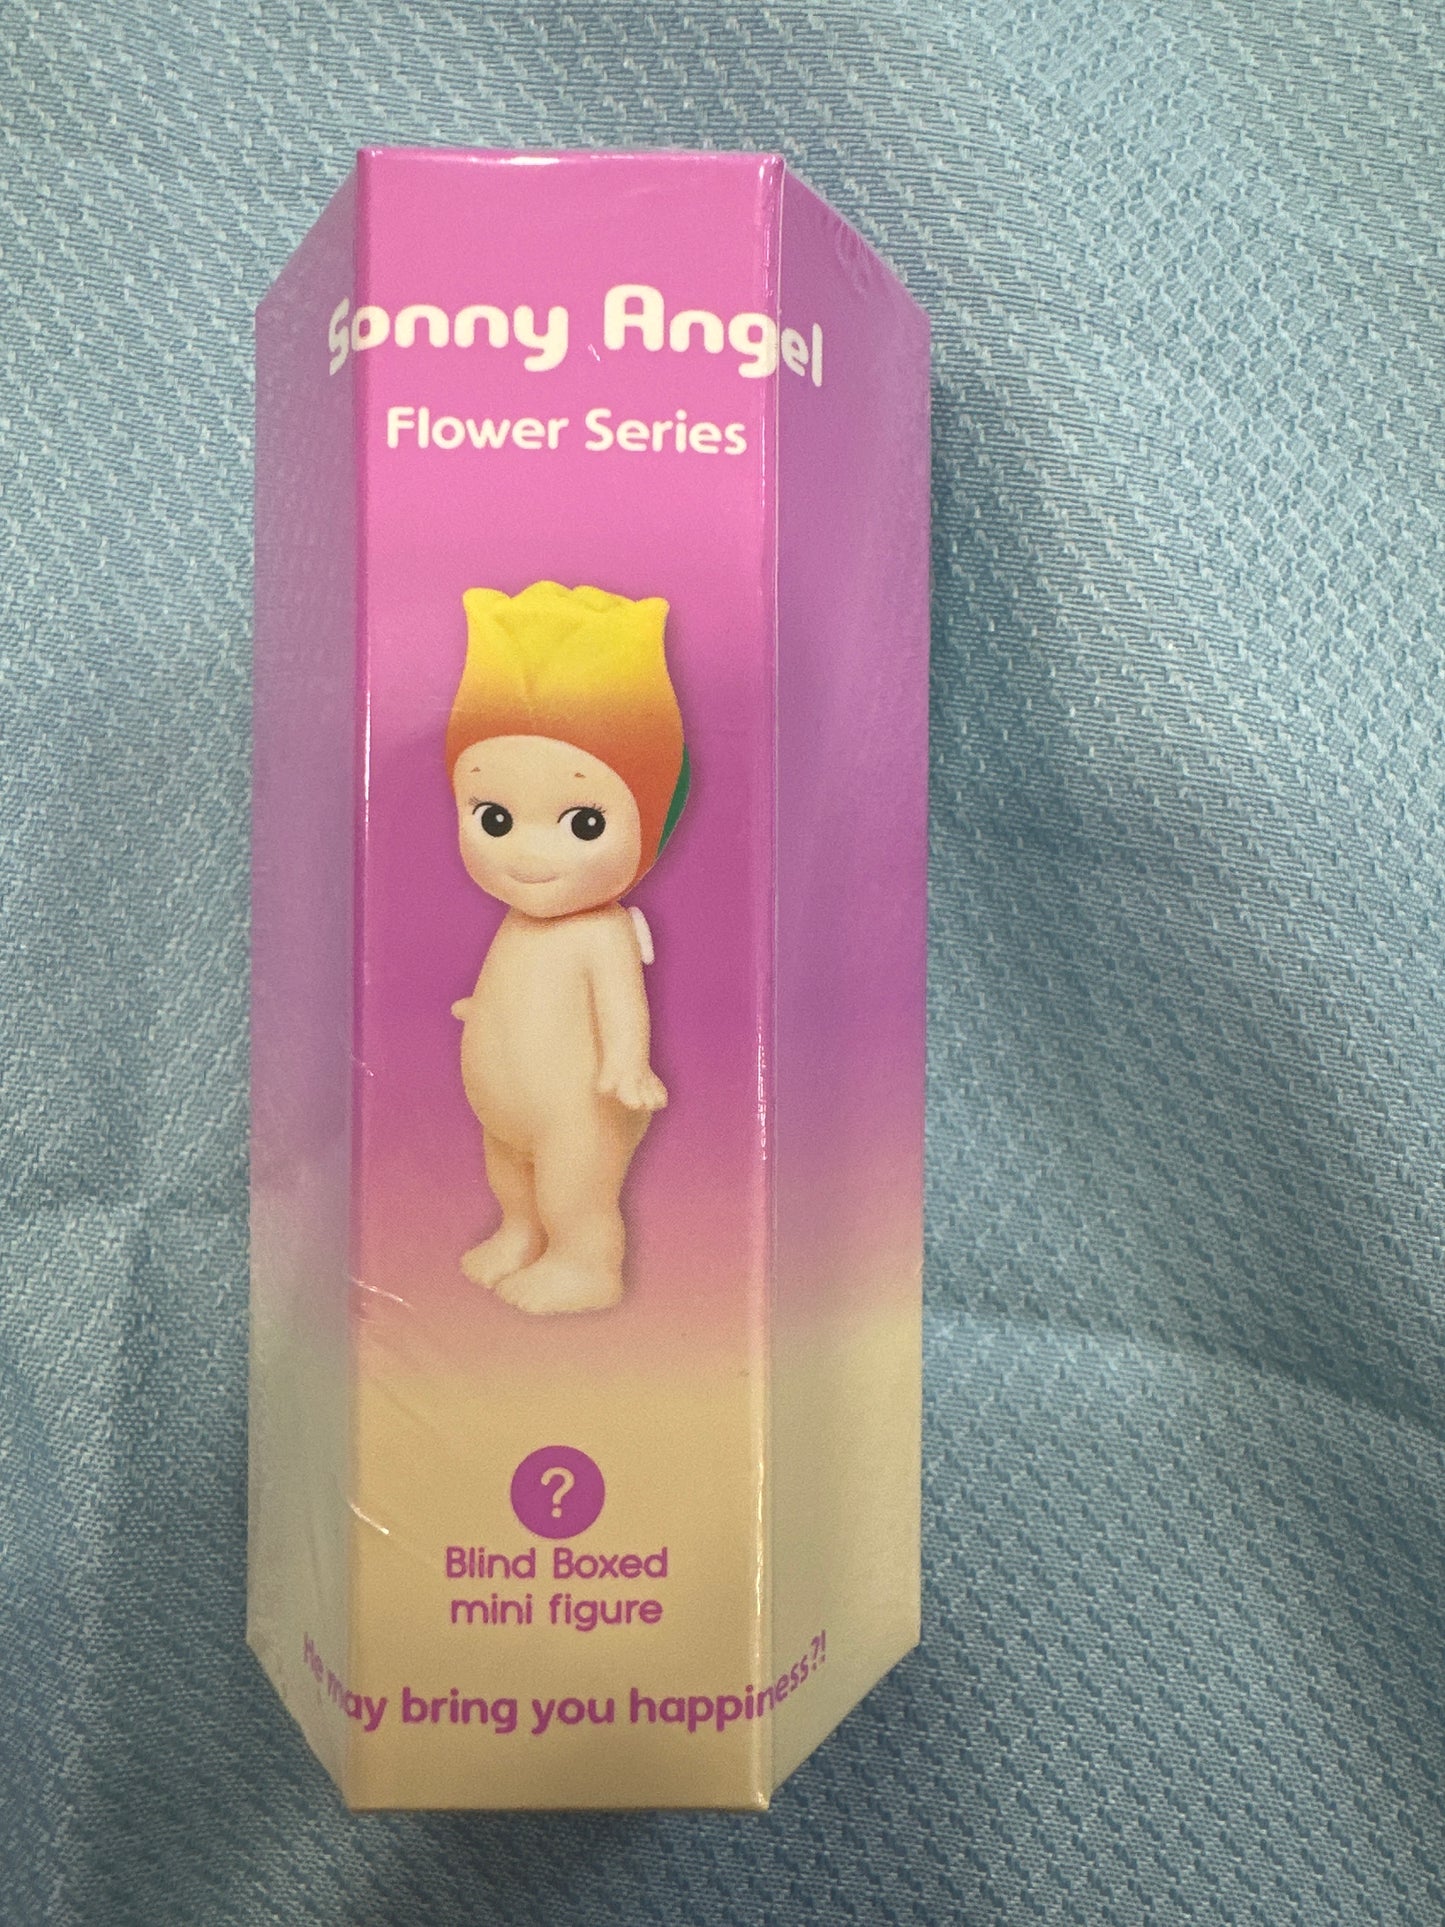 Sonny Angel
Flower Series
?
Blind Boxed
mini figure
He may bring you happiness?!